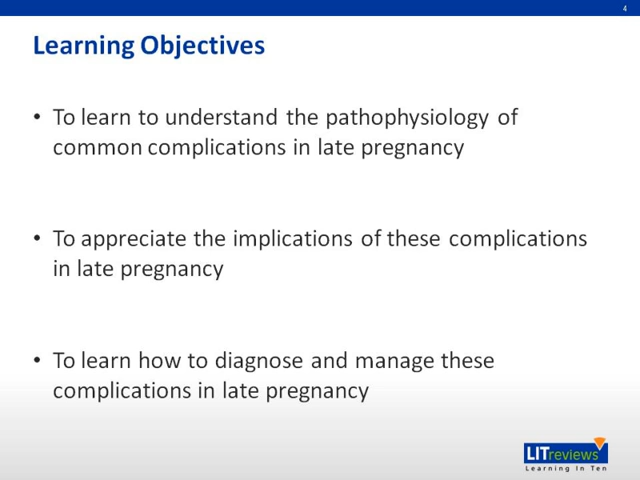 4
Learning Objectives
• To learn to understand the pathophysiology of
common complications in late pregnancy
• To appreciate the implications of these complications
in late pregnancy
• To learn how to diagnose and manage these
complications in late pregnancy
LITreviews
Learning In Ten